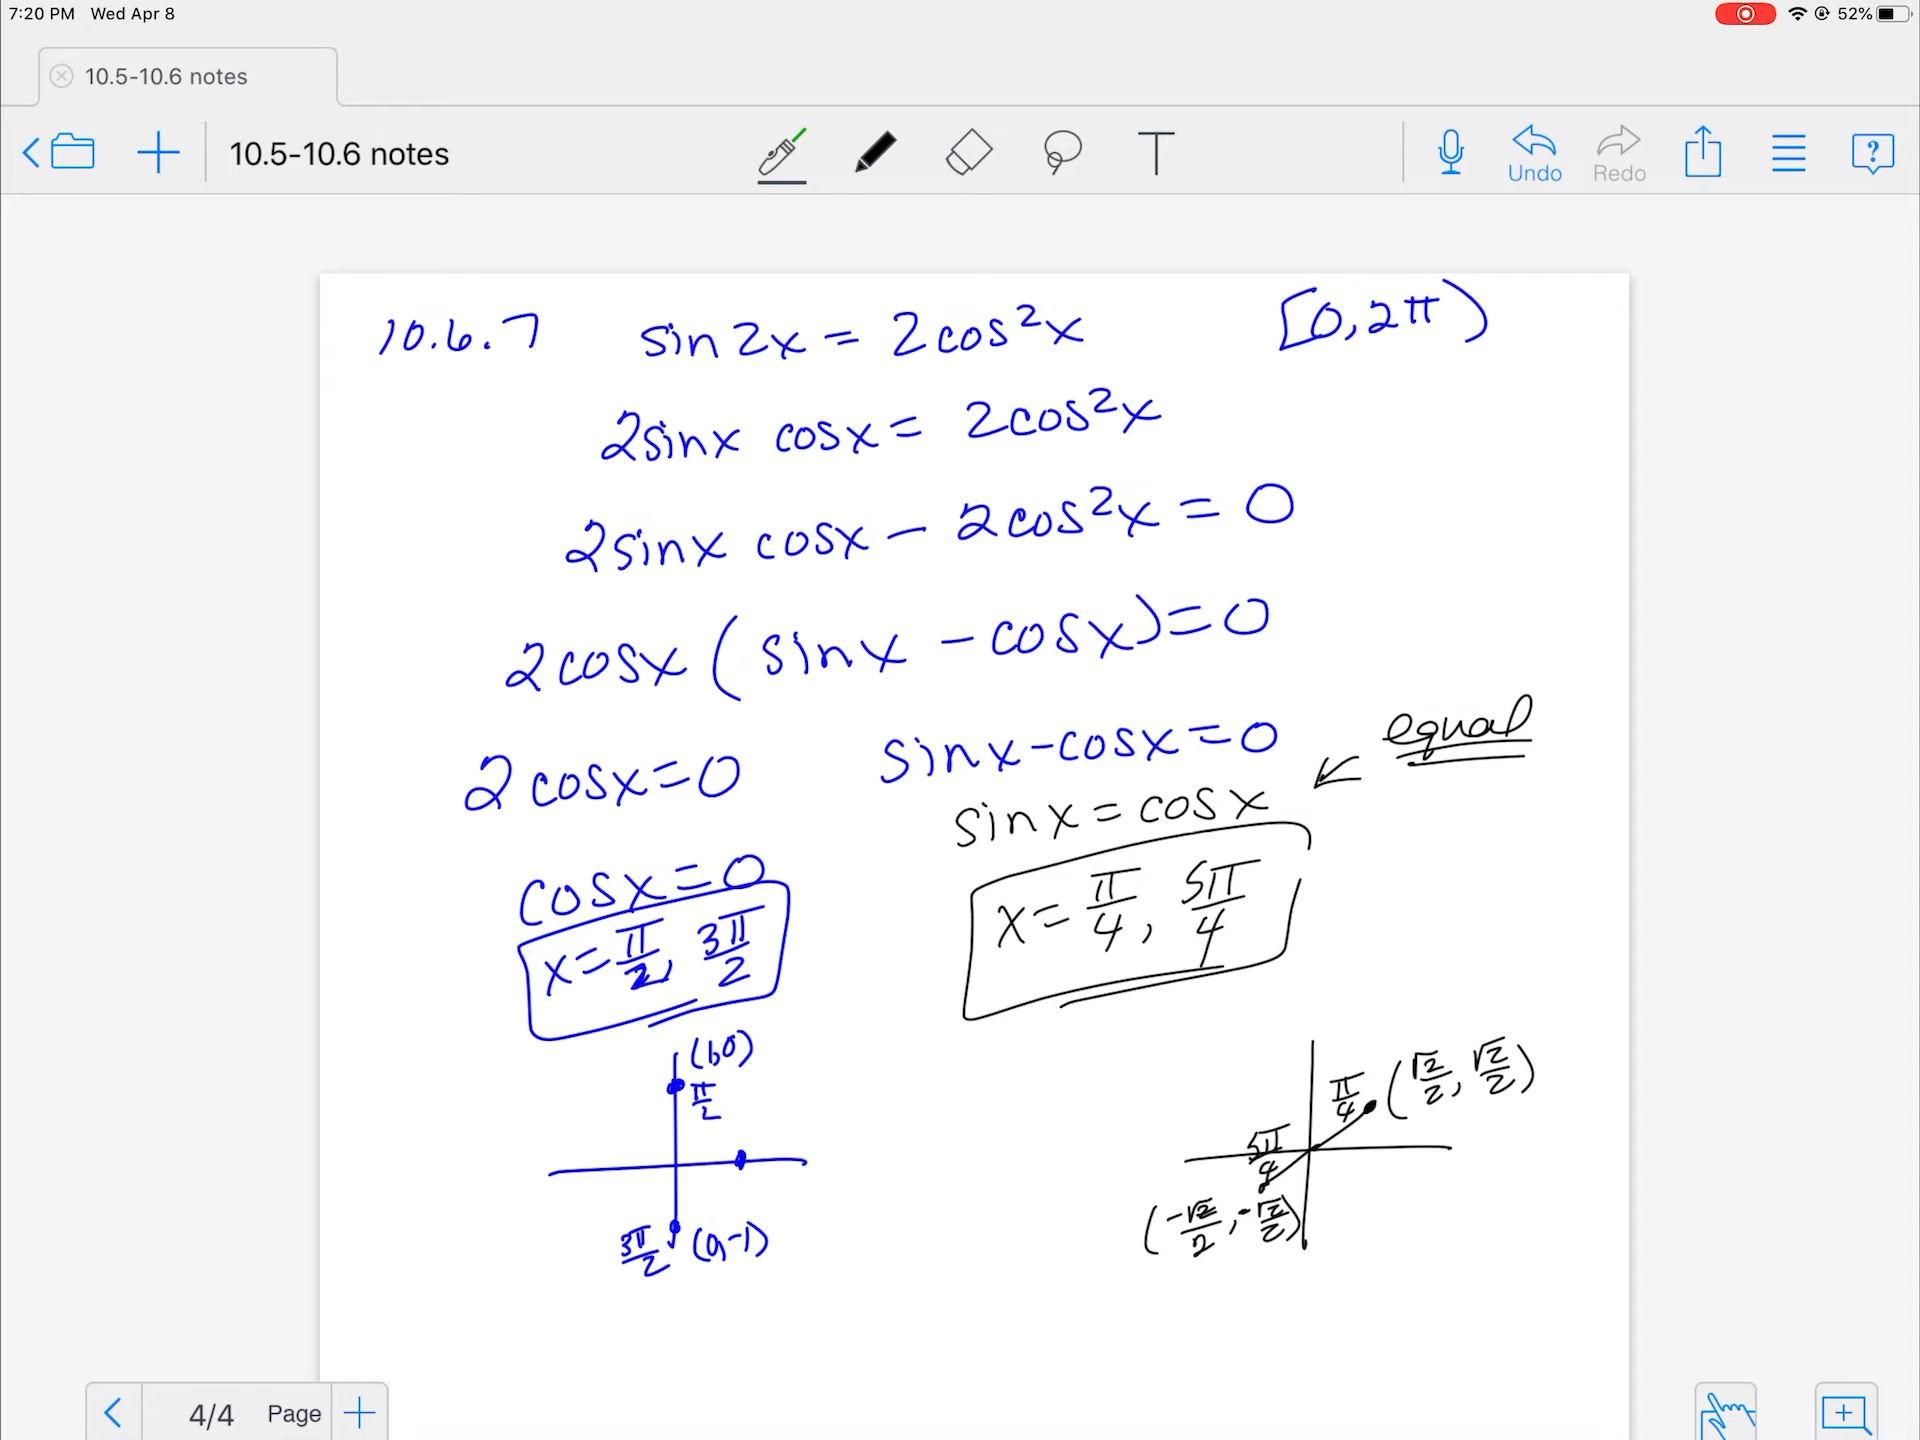 7:20 PM Wed Apr 8
52%
10.5-10.6 notes
10.5-10.6 notes
Undo
Redo
10.6.7 sin2x = 2cos²x [0, 2π)
2sinx cosx = 2cos²x
2sinx cosx - 2cos²x = 0
2cosx (sinx - cosx) = 0
equal
2cosx = 0 sinx - cosx = 0
sinx = cosx
cosx = 0
x = π/4, 5π/4
x = π/2, 3π/2
(1,0)
π/2
3π/2 (0,-1)
π/4 (√2/2, √2/2)
5π/4
(-√2/2, -√2/2)
4/4 Page